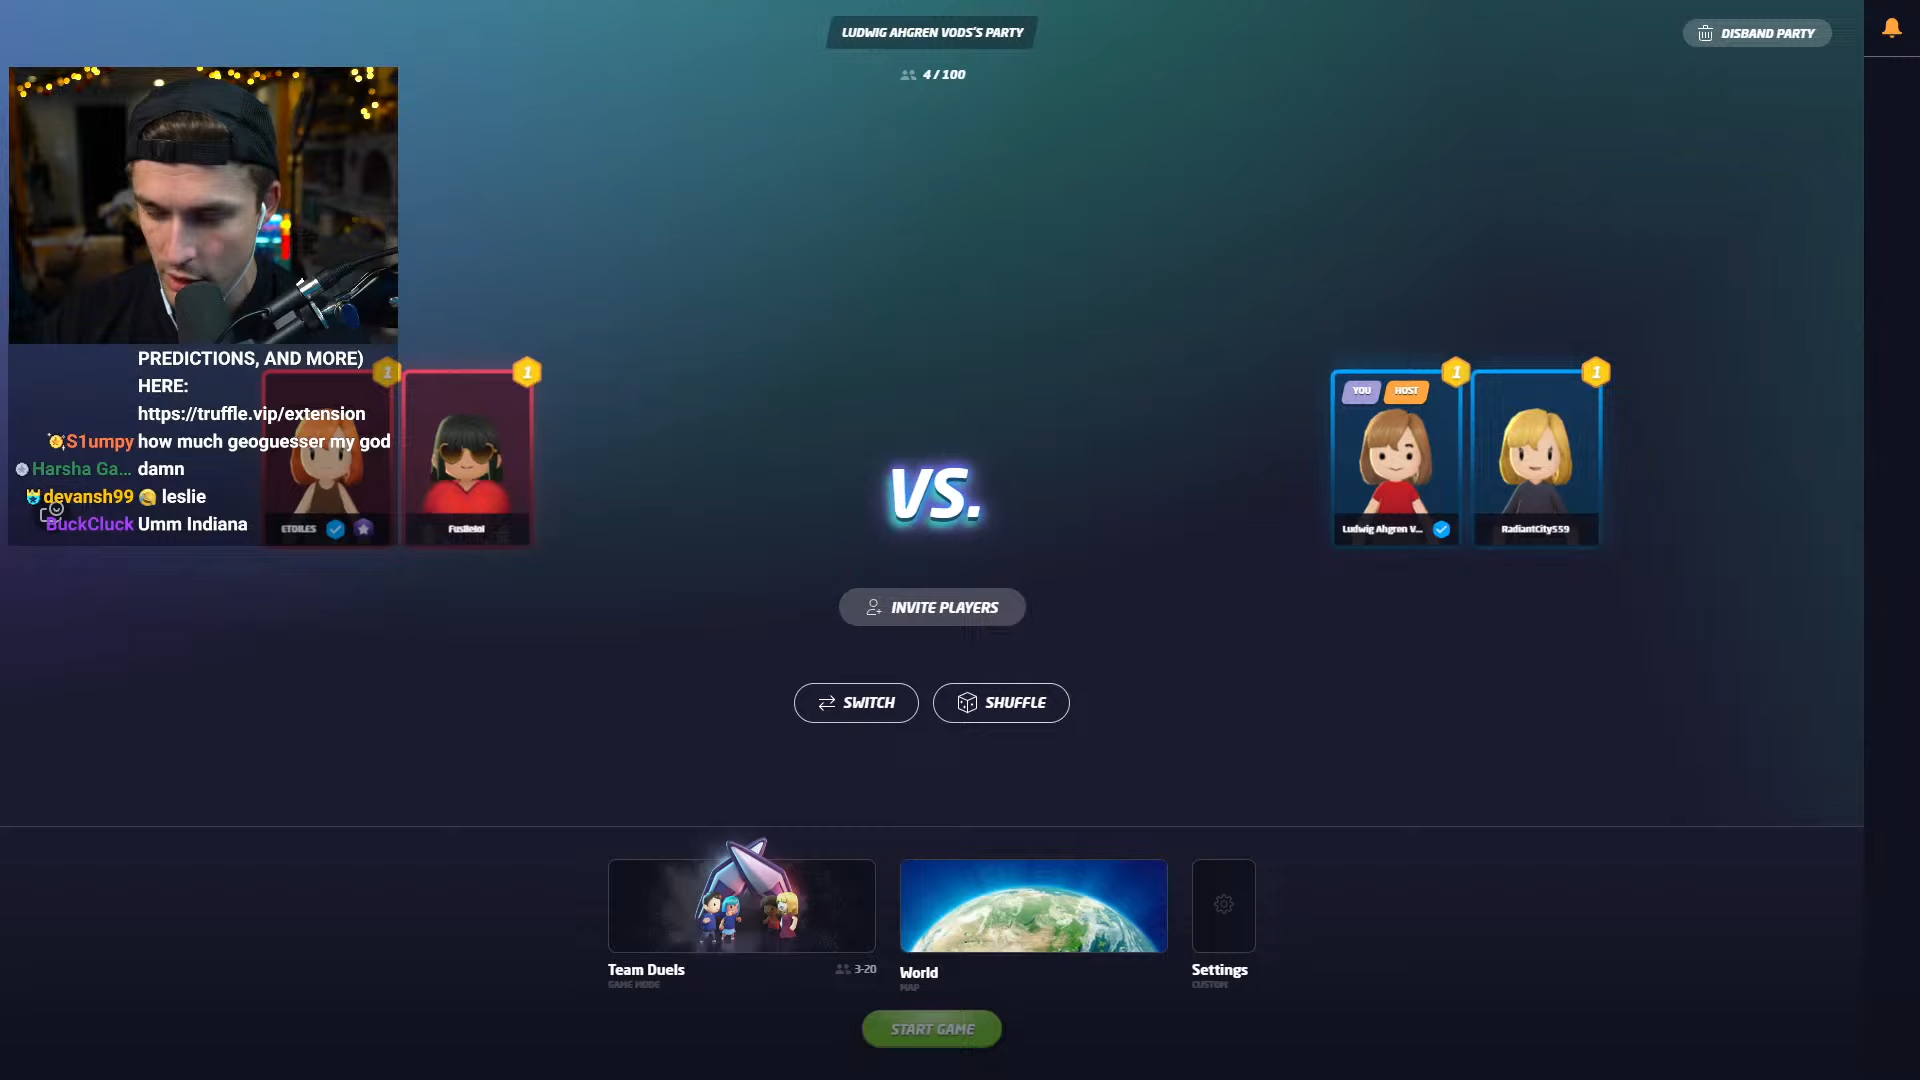 LUDWIG AHGREN VODS'S PARTY
4 / 100
DISBAND PARTY
PREDICTIONS, AND MORE)
HERE:
https://truffle.vip/extension
S1umpy how much geoguesser my god
Harsha Ga... damn
devansh99 leslie
BuckCluck Umm Indiana
1
1
ETOILES
Fuslielol
VS.
1
1
YOU HOST
Ludwig Ahgren V...
RadiantCity559
INVITE PLAYERS
SWITCH
SHUFFLE
Team Duels
3-20
GAME MODE
World
MAP
Settings
CUSTOM
START GAME